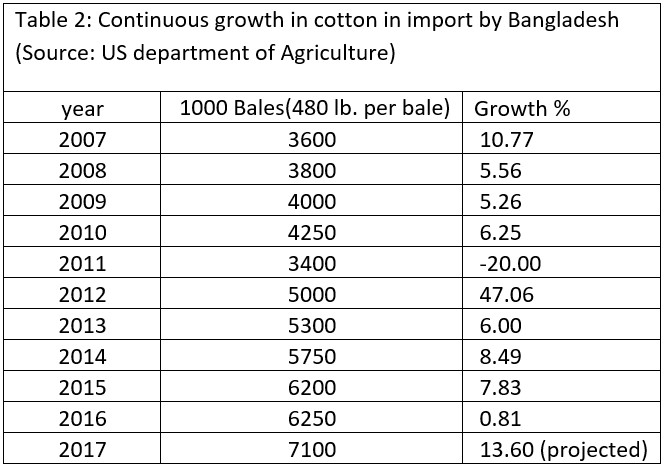 Table 2: Continuous growth in cotton in import by Bangladesh
(Source: US department of Agriculture)
year 1000 Bales(480 lb. per bale) Growth %
2007 3600 10.77
2008 3800 5.56
2009 4000 5.26
2010 4250 6.25
2011 3400 -20.00
2012 5000 47.06
2013 5300 6.00
2014 5750 8.49
2015 6200 7.83
2016 6250 0.81
2017 7100 13.60 (projected)